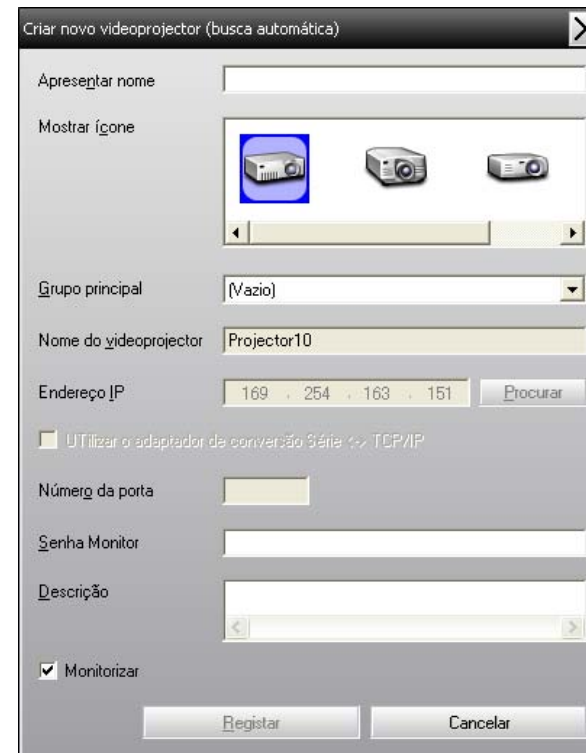 Criar novo videoprojector (busca automática)
Apresentar nome
Mostrar ícone
Grupo principal (Vazio)
Nome do videoprojector Projector10
Endereço IP 169 . 254 . 163 . 151 Procurar
UTilizar o adaptador de conversão Série <-> TCP/IP
Número da porta
Senha Monitor
Descrição
Monitorizar
Registar Cancelar